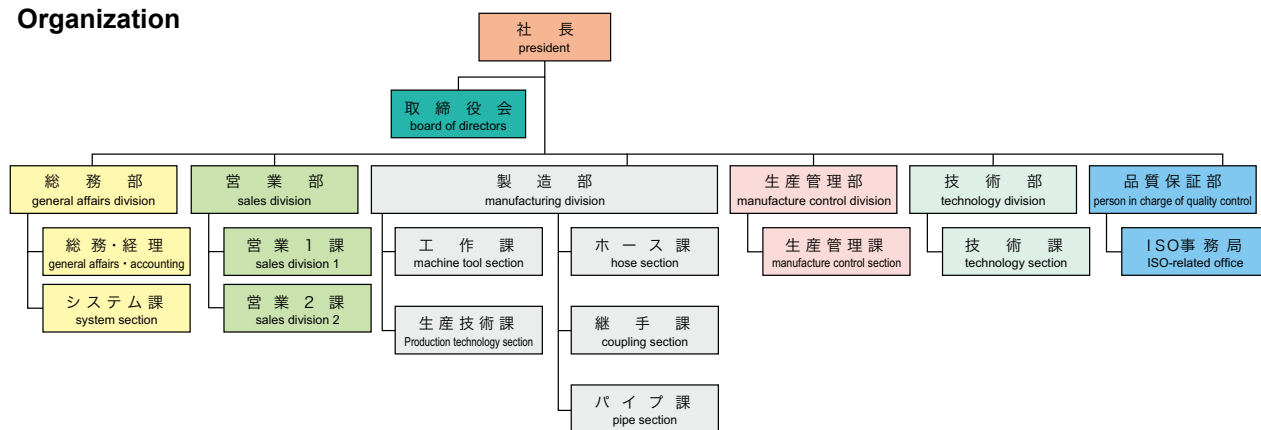 Organization
社長
president
取締役会
board of directors
総務部
general affairs division
営業部
sales division
製造部
manufacturing division
生産管理部
manufacture control division
技術部
technology division
品質保証部
person in charge of quality control
総務・経理
general affairs・accounting
営業1課
sales division 1
工作課
machine tool section
ホース課
hose section
生産管理課
manufacture control section
技術課
technology section
ISO事務局
ISO-related office
システム課
system section
営業2課
sales division 2
生産技術課
Production technology section
継手課
coupling section
パイプ課
pipe section